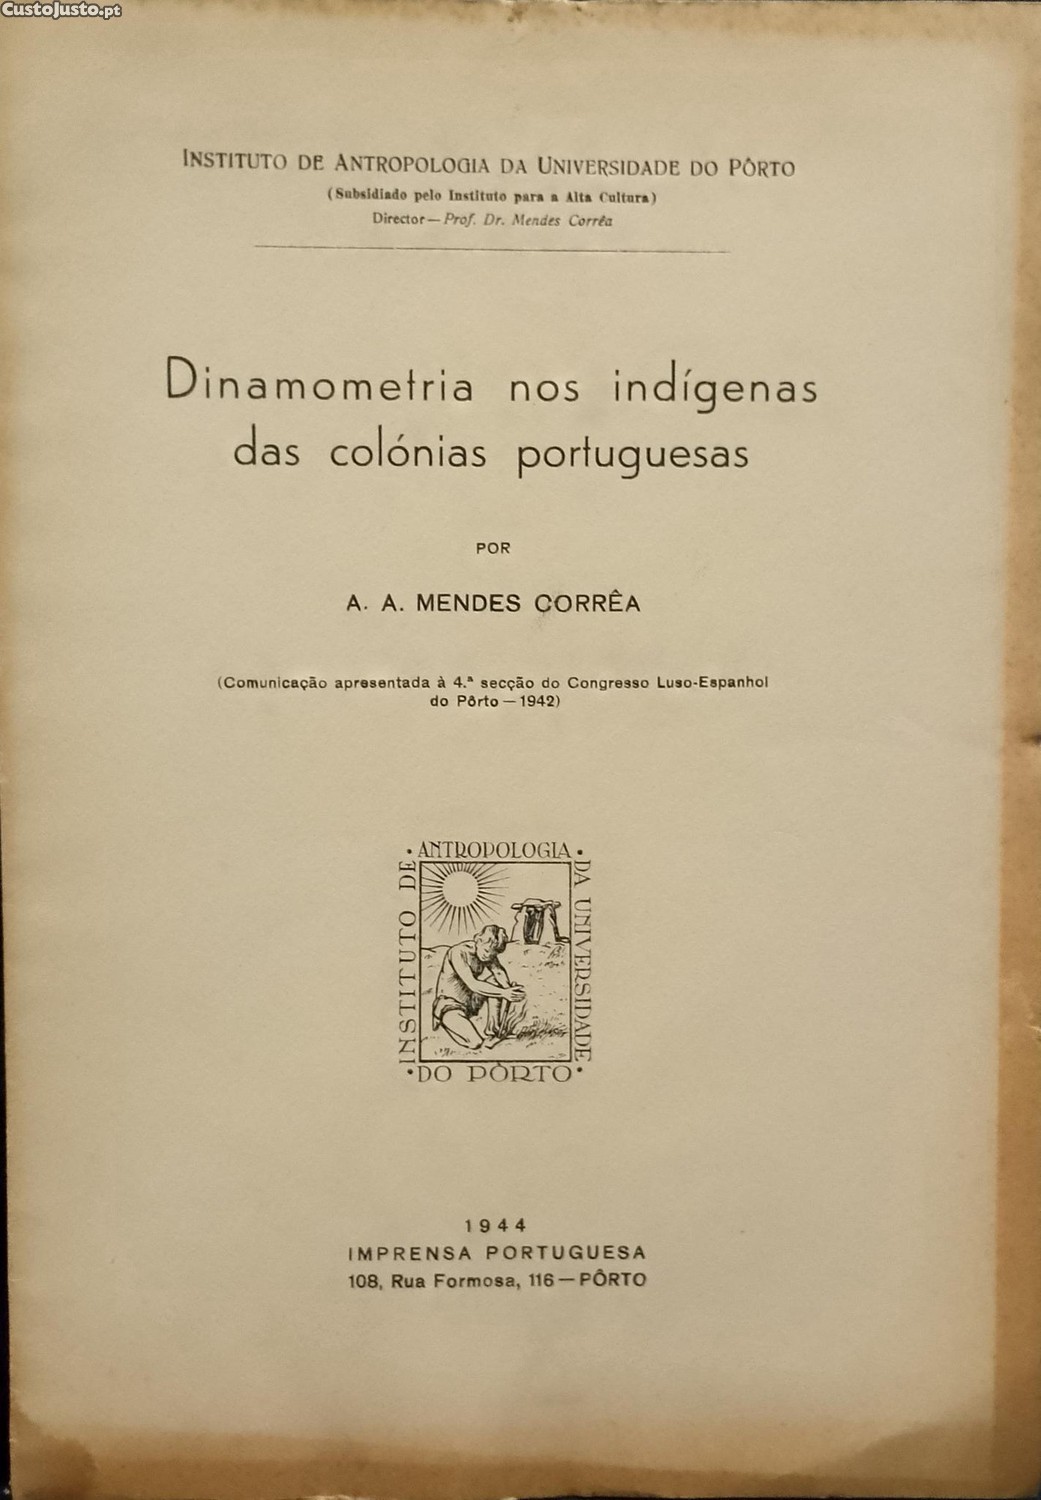 CustoJusto.pt
INSTITUTO DE ANTROPOLOGIA DA UNIVERSIDADE DO PÔRTO
(Subsidiado pelo Instituto para a Alta Cultura)
Director—Prof. Dr. Mendes Corrêa
Dinamometria nos indígenas
das colónias portuguesas
POR
A. A. MENDES CORRÊA
(Comunicação apresentada à 4.ª secção do Congresso Luso-Espanhol
do Pôrto—1942)
INSTITUTO DE
• ANTROPOLOGIA •
DA UNIVERSIDADE
• DO PÔRTO •
1944
IMPRENSA PORTUGUESA
108, Rua Formosa, 116—PÔRTO